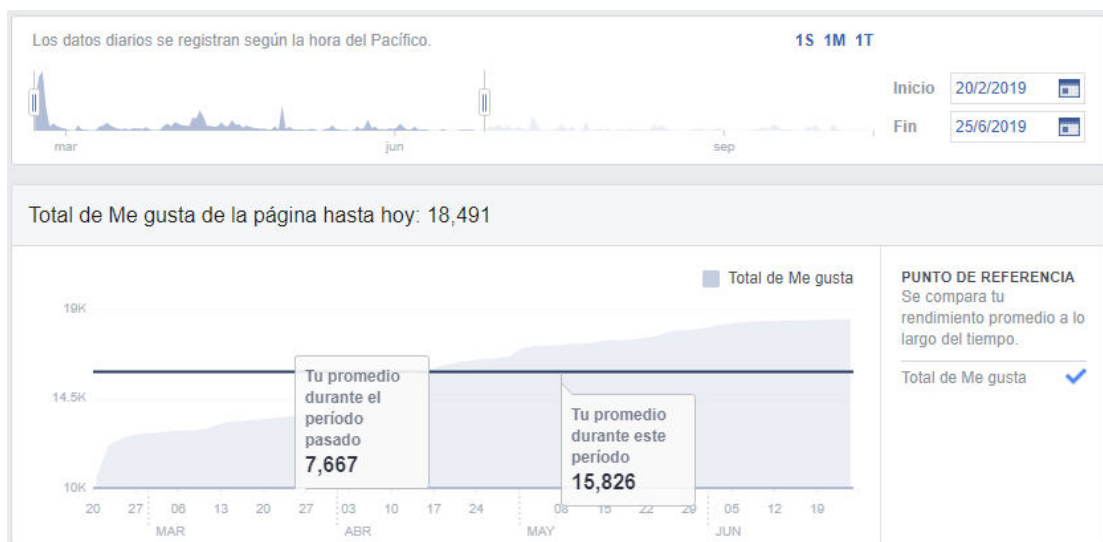 Los datos diarios se registran según la hora del Pacífico.
1S 1M 1T
Inicio 20/2/2019
Fin 25/6/2019
mar jun sep
Total de Me gusta de la página hasta hoy: 18,491
Total de Me gusta
19K
14.5K
10K
Tu promedio
durante el
período
pasado
7,667
Tu promedio
durante este
período
15,826
20 27 06 13 20 27 03 10 17 24 08 15 22 29 05 12 19
MAR ABR MAY JUN
PUNTO DE REFERENCIA
Se compara tu
rendimiento promedio a lo
largo del tiempo.
Total de Me gusta